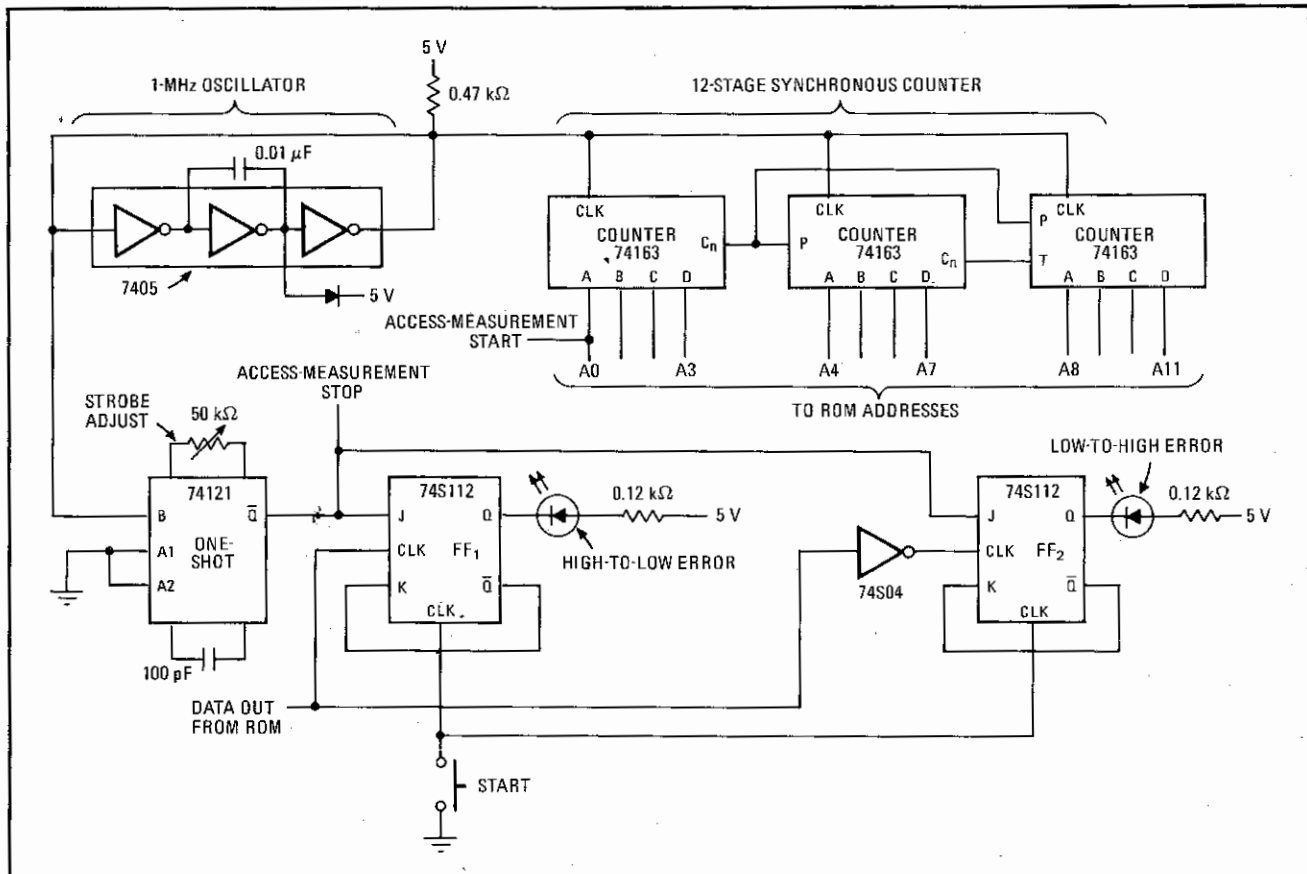 5 V
1-MHz OSCILLATOR
0.47 kΩ
12-STAGE SYNCHRONOUS COUNTER
0.01 μF
7405
5 V
CLK
COUNTER
74163
Cn
A B C D
P
CLK
COUNTER
74163
Cn
A B C D
P
CLK
COUNTER
74163
T
A B C D
ACCESS-MEASUREMENT
START
A0
A3
A4
A7
A8
A11
TO ROM ADDRESSES
ACCESS-MEASUREMENT
STOP
STROBE
ADJUST
50 kΩ
74121
B
Q̅
A1
ONE-
SHOT
A2
100 pF
74S112
J
Q
CLK
FF1
K
Q̅
CLK
0.12 kΩ
5 V
HIGH-TO-LOW ERROR
LOW-TO-HIGH ERROR
74S04
74S112
J
Q
CLK
FF2
K
Q̅
CLK
0.12 kΩ
5 V
DATA OUT
FROM ROM
START